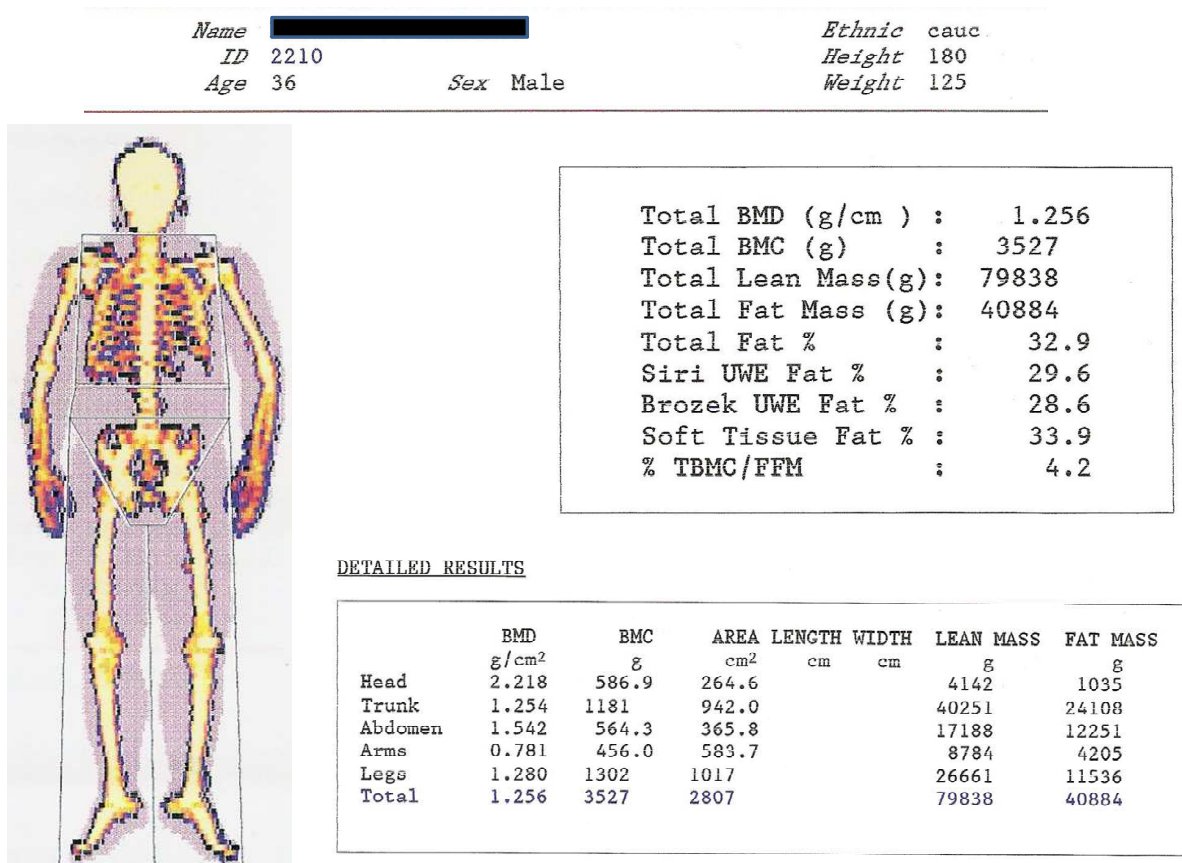 Name Ethnic cauc
ID 2210 Height 180
Age 36 Sex Male Weight 125
Total BMD (g/cm ) : 1.256
Total BMC (g) : 3527
Total Lean Mass(g): 79838
Total Fat Mass (g): 40884
Total Fat % : 32.9
Siri UWE Fat % : 29.6
Brozek UWE Fat % : 28.6
Soft Tissue Fat % : 33.9
% TBMC/FFM : 4.2
DETAILED RESULTS
BMD BMC AREA LENGTH WIDTH LEAN MASS FAT MASS
g/cm2 g cm2 cm cm g g
Head 2.218 586.9 264.6 4142 1035
Trunk 1.254 1181 942.0 40251 24108
Abdomen 1.542 564.3 365.8 17188 12251
Arms 0.781 456.0 583.7 8784 4205
Legs 1.280 1302 1017 26661 11536
Total 1.256 3527 2807 79838 40884